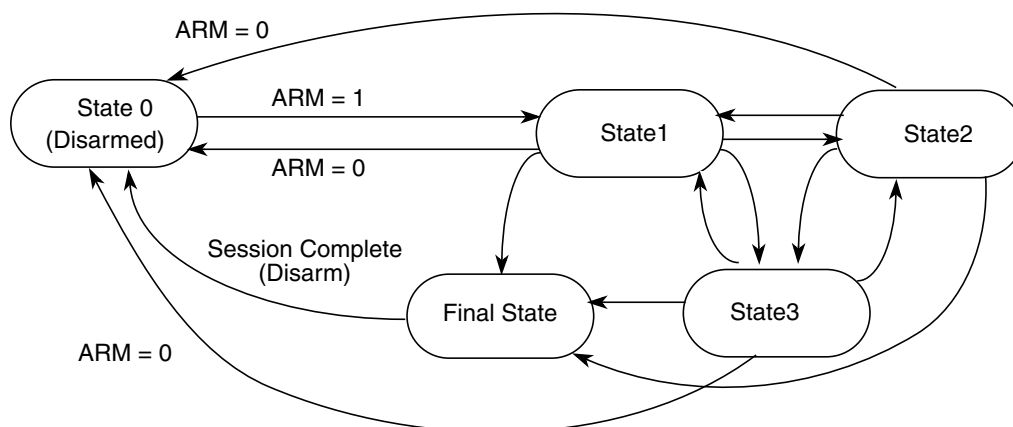 ARM = 0
State 0
(Disarmed)
ARM = 1
State1
State2
ARM = 0
Session Complete
(Disarm)
Final State
State3
ARM = 0